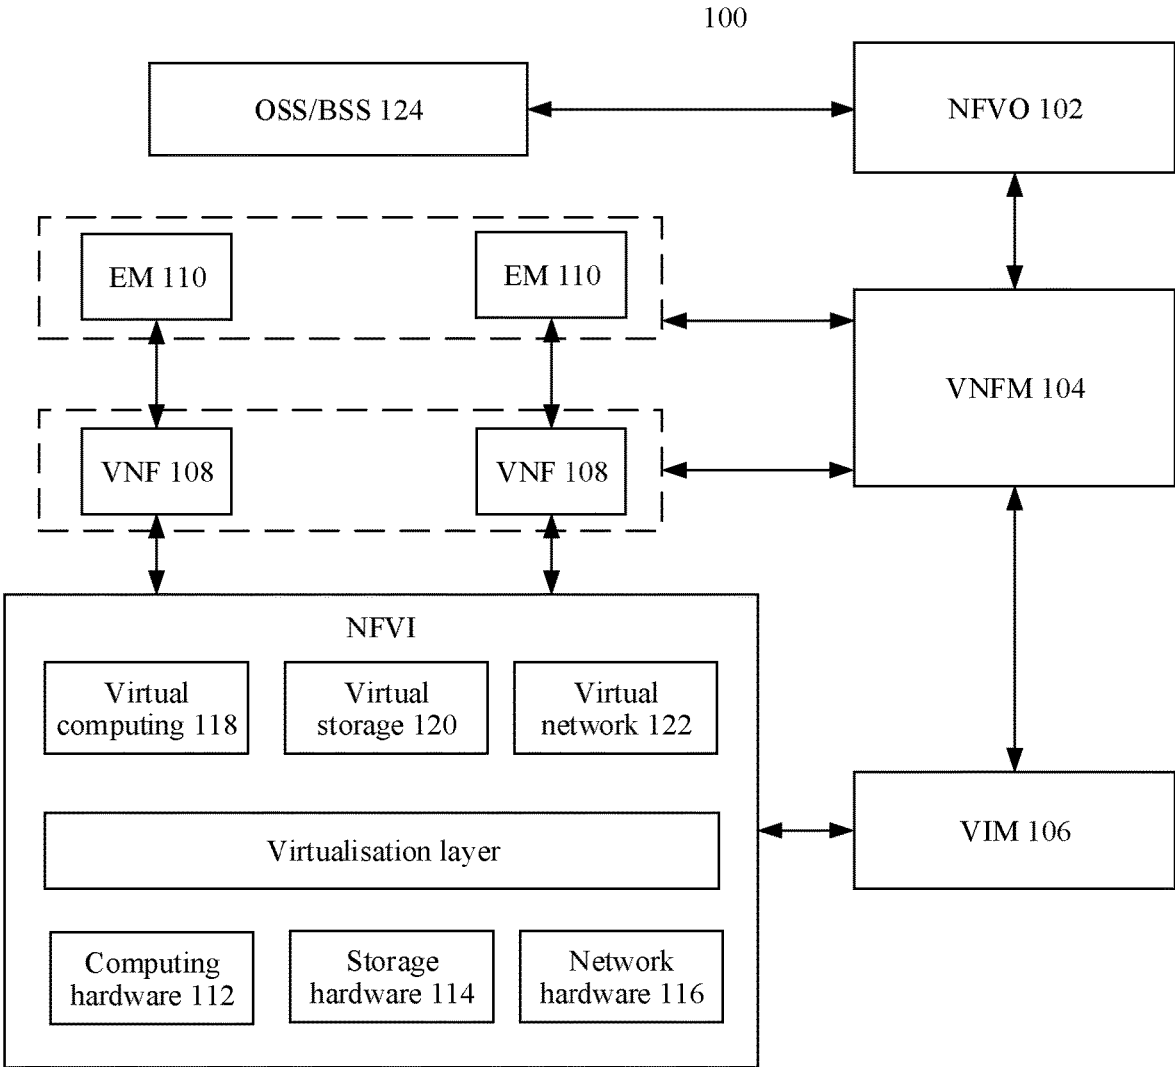 100
OSS/BSS 124
NFVO 102
EM 110
EM 110
VNFM 104
VNF 108
VNF 108
NFVI
Virtual
computing 118
Virtual
storage 120
Virtual
network 122
Virtualisation layer
VIM 106
Computing
hardware 112
Storage
hardware 114
Network
hardware 116